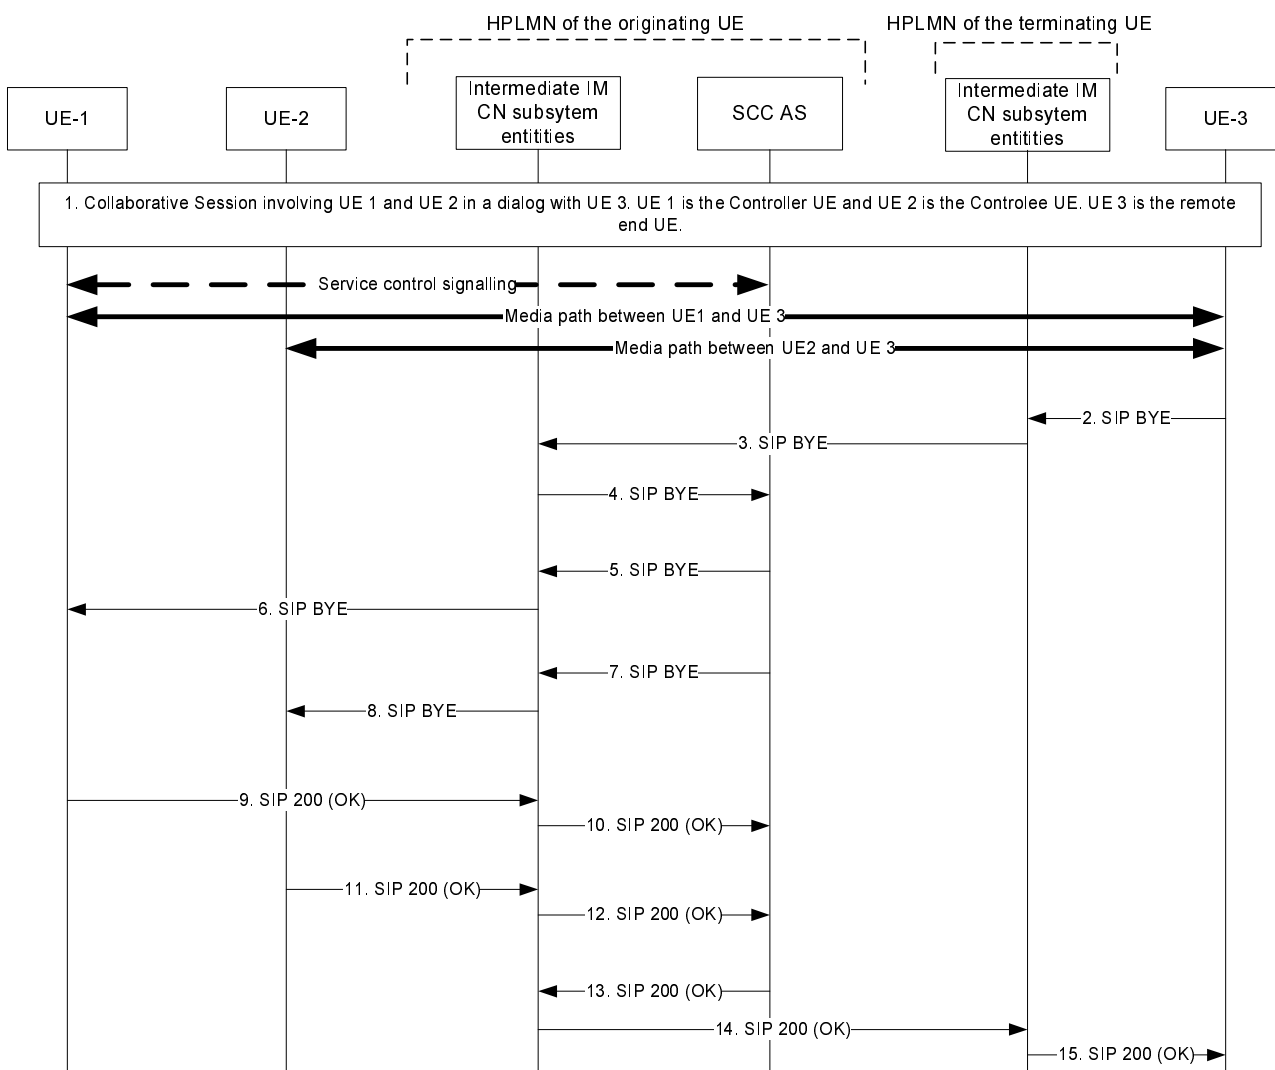 HPLMN of the originating UE
HPLMN of the terminating UE
UE-1
UE-2
Intermediate IM
CN subsytem
entitities
SCC AS
Intermediate IM
CN subsytem
entitities
UE-3
1. Collaborative Session involving UE 1 and UE 2 in a dialog with UE 3. UE 1 is the Controller UE and UE 2 is the Controlee UE. UE 3 is the remote
end UE.
Service control signalling
Media path between UE1 and UE 3
Media path between UE2 and UE 3
2. SIP BYE
3. SIP BYE
4. SIP BYE
5. SIP BYE
6. SIP BYE
7. SIP BYE
8. SIP BYE
9. SIP 200 (OK)
10. SIP 200 (OK)
11. SIP 200 (OK)
12. SIP 200 (OK)
13. SIP 200 (OK)
14. SIP 200 (OK)
15. SIP 200 (OK)